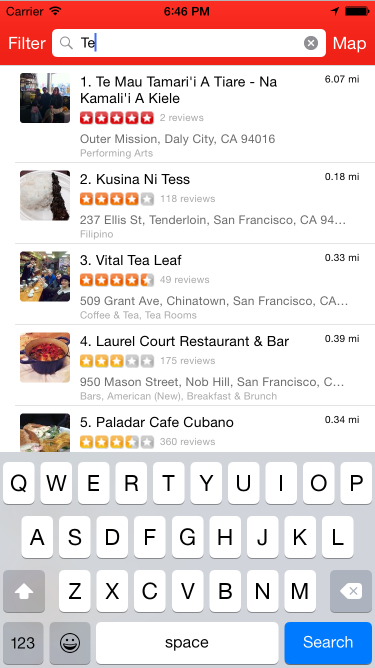 Carrier 6:46 PM
Filter Te Map
1. Te Mau Tamari'i A Tiare - Na 6.07 mi
Kamali'i A Kiele
2 reviews
Outer Mission, Daly City, CA 94016
Performing Arts
2. Kusina Ni Tess 0.18 mi
118 reviews
237 Ellis St, Tenderloin, San Francisco, CA 94…
Filipino
3. Vital Tea Leaf 0.33 mi
49 reviews
509 Grant Ave, Chinatown, San Francisco, CA…
Coffee & Tea, Tea Rooms
4. Laurel Court Restaurant & Bar 0.39 mi
175 reviews
950 Mason Street, Nob Hill, San Francisco, C…
Bars, American (New), Breakfast & Brunch
5. Paladar Cafe Cubano 0.34 mi
360 reviews
Q W E R T Y U I O P
A S D F G H J K L
Z X C V B N M
123 space Search